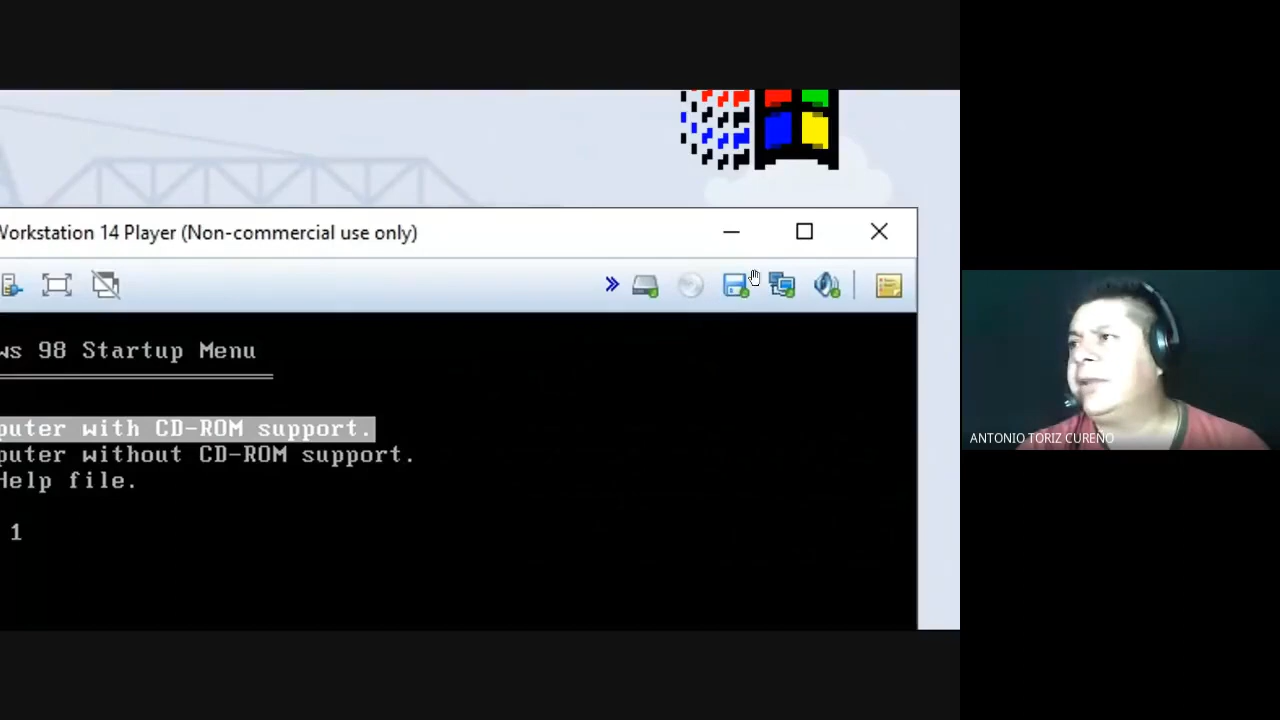 Workstation 14 Player (Non-commercial use only)
ws 98 Startup Menu
puter with CD-ROM support.
puter without CD-ROM support.
Help file.
1
ANTONIO TORIZ CUREÑO